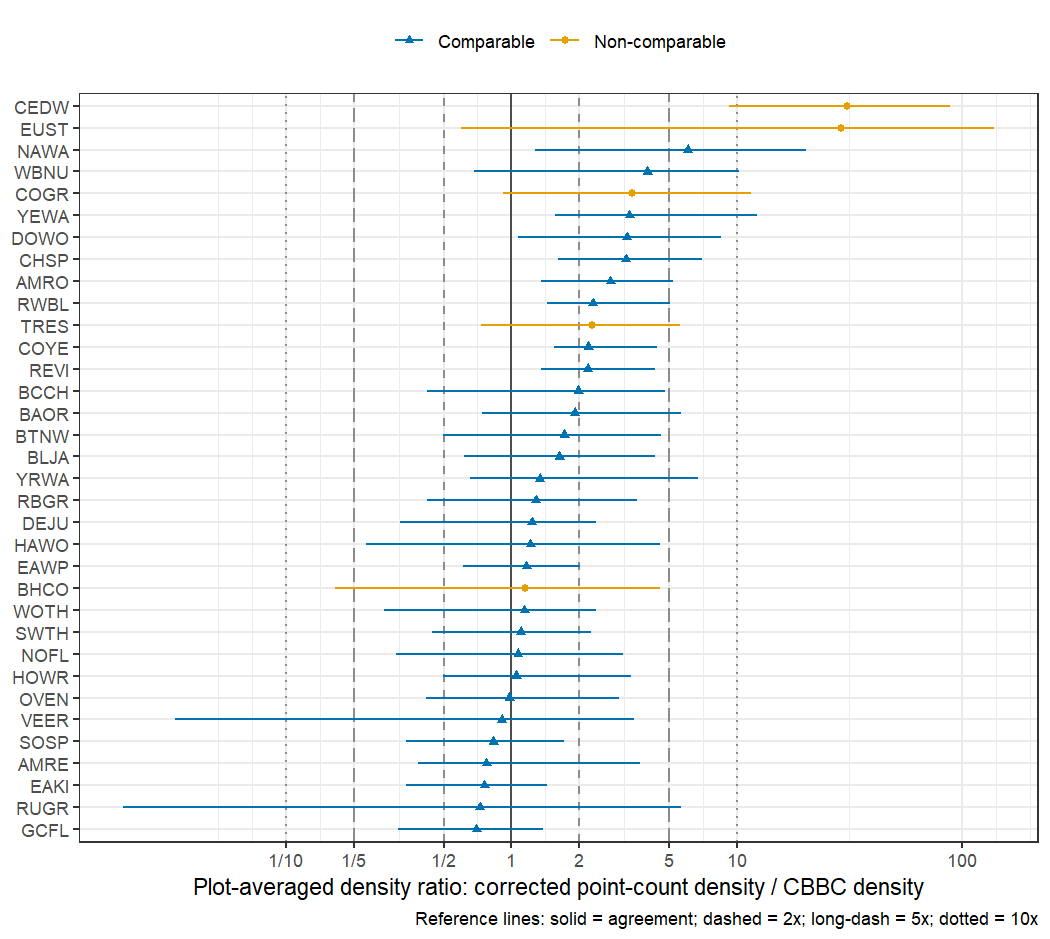 Comparable Non-comparable
CEDW
EUST
NAWA
WBNU
COGR
YEWA
DOWO
CHSP
AMRO
RWBL
TRES
COYE
REVI
BCCH
BAOR
BTNW
BLJA
YRWA
RBGR
DEJU
HAWO
EAWP
BHCO
WOTH
SWTH
NOFL
HOWR
OVEN
VEER
SOSP
AMRE
EAKI
RUGR
GCFL
1/10 1/5 1/2 1 2 5 10 100
Plot-averaged density ratio: corrected point-count density / CBBC density
Reference lines: solid = agreement; dashed = 2x; long-dash = 5x; dotted = 10x